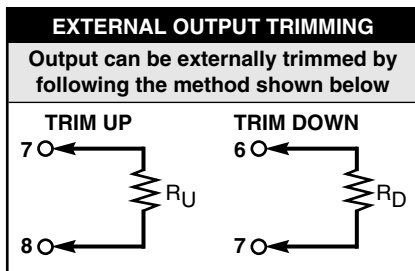 EXTERNAL OUTPUT TRIMMING
Output can be externally trimmed by
following the method shown below
TRIM UP TRIM DOWN
7 6
RU RD
8 7